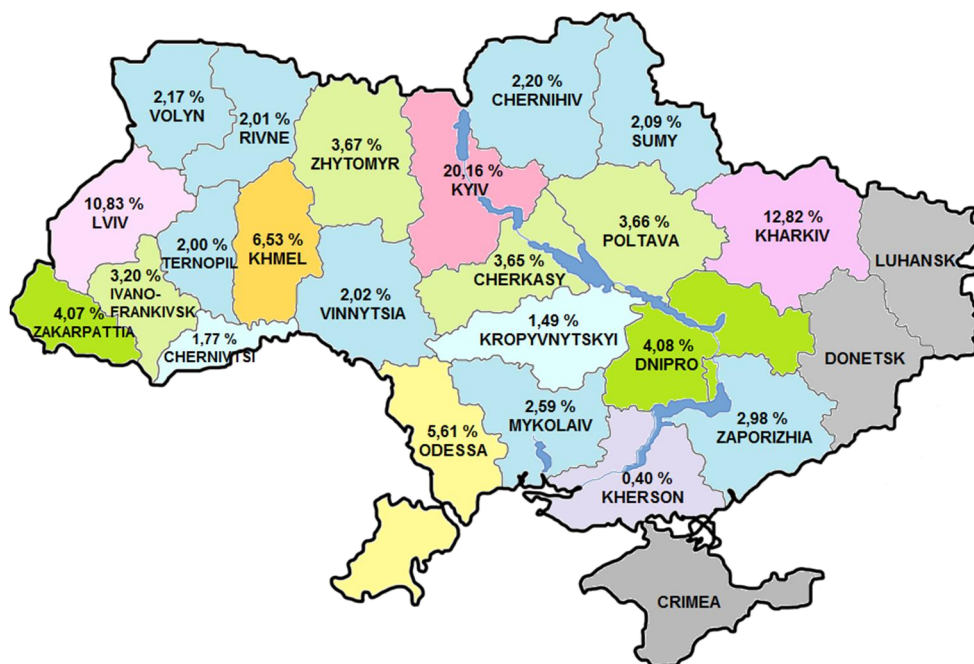 2,20 %
CHERNIHIV
2,17 %
VOLYN
2,01 %
RIVNE
2,09 %
SUMY
3,67 %
ZHYTOMYR
20,16 %
KYIV
10,83 %
LVIV
12,82 %
KHARKIV
3,66 %
POLTAVA
6,53 %
KHMEL
2,00 %
TERNOPIL
LUHANSK
3,65 %
CHERKASY
3,20 %
IVANO-
FRANKIVSK
2,02 %
VINNYTSIA
4,07 %
ZAKARPATTIA
1,77 %
CHERNIVTSI
1,49 %
KROPYVNYTSKYI
4,08 %
DNIPRO
DONETSK
2,59 %
MYKOLAIV
2,98 %
ZAPORIZHIA
5,61 %
ODESSA
0,40 %
KHERSON
CRIMEA